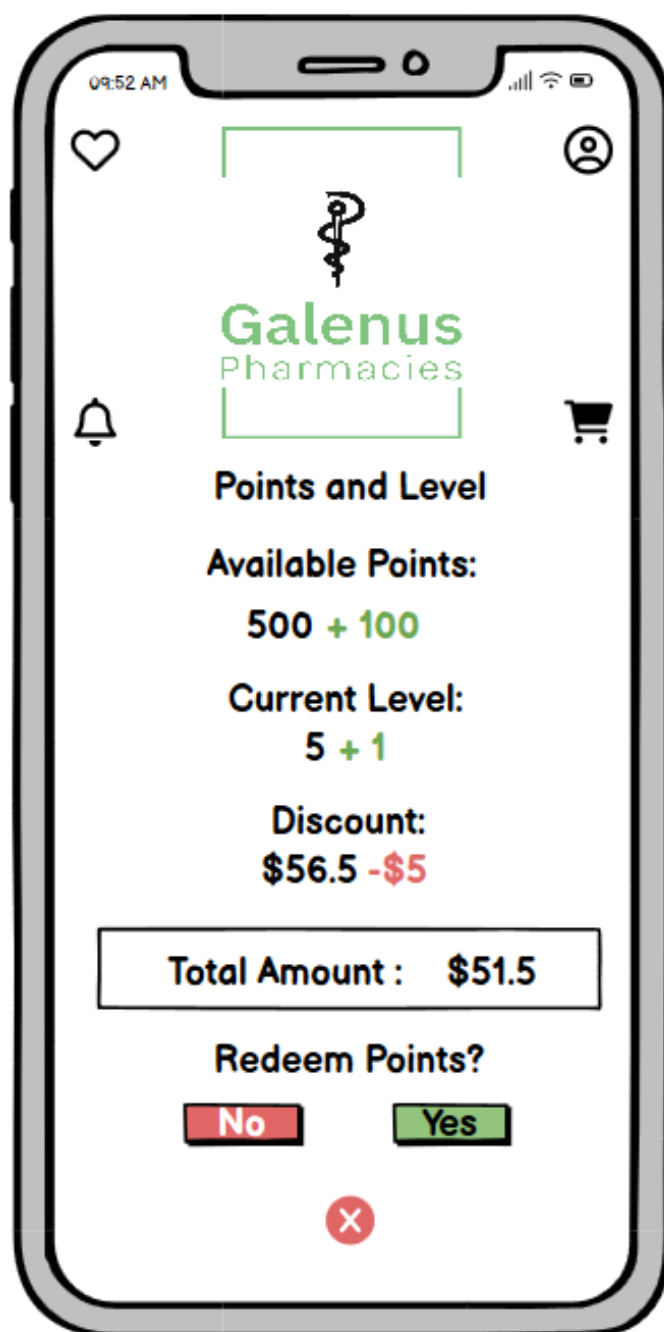 09:52 AM
Galenus
Pharmacies
Points and Level
Available Points:
500 + 100
Current Level:
5 + 1
Discount:
$56.5 -$5
Total Amount : $51.5
Redeem Points?
No Yes